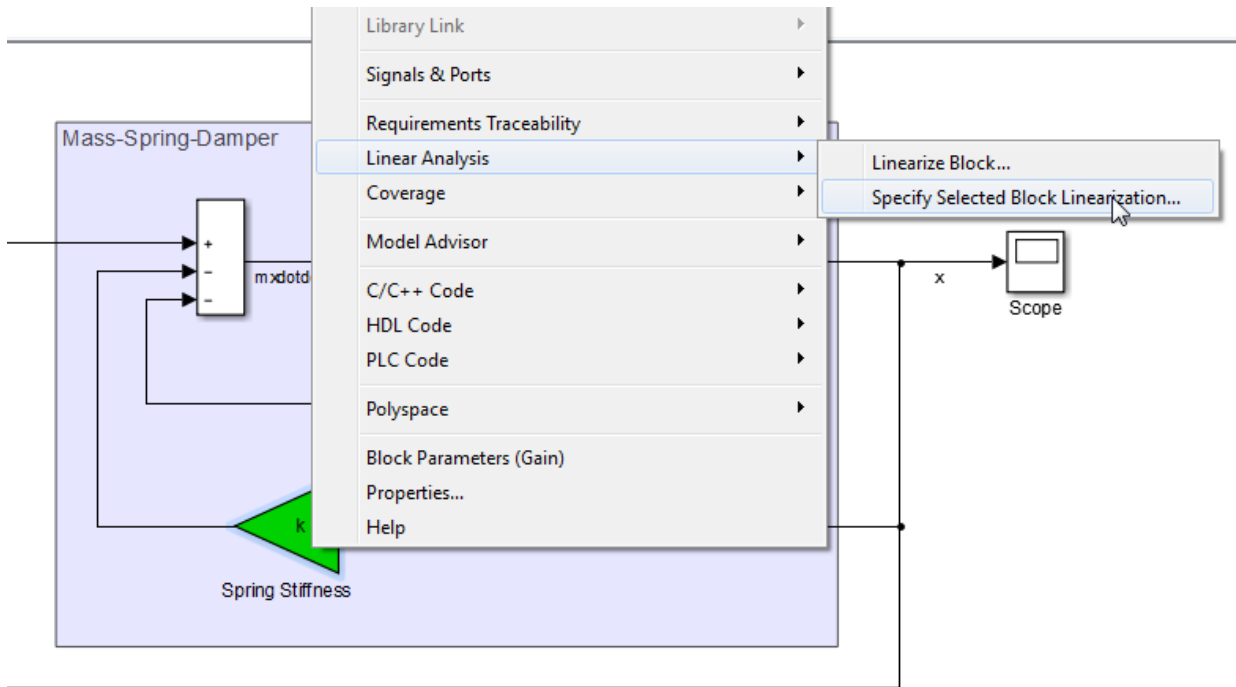 Library Link
Signals & Ports
Mass-Spring-Damper
Requirements Traceability
Linear Analysis
Coverage
Model Advisor
C/C++ Code
HDL Code
PLC Code
Polyspace
Block Parameters (Gain)
Properties...
Help
Linearize Block...
Specify Selected Block Linearization...
+
−
−
x
Scope
k
Spring Stiffness